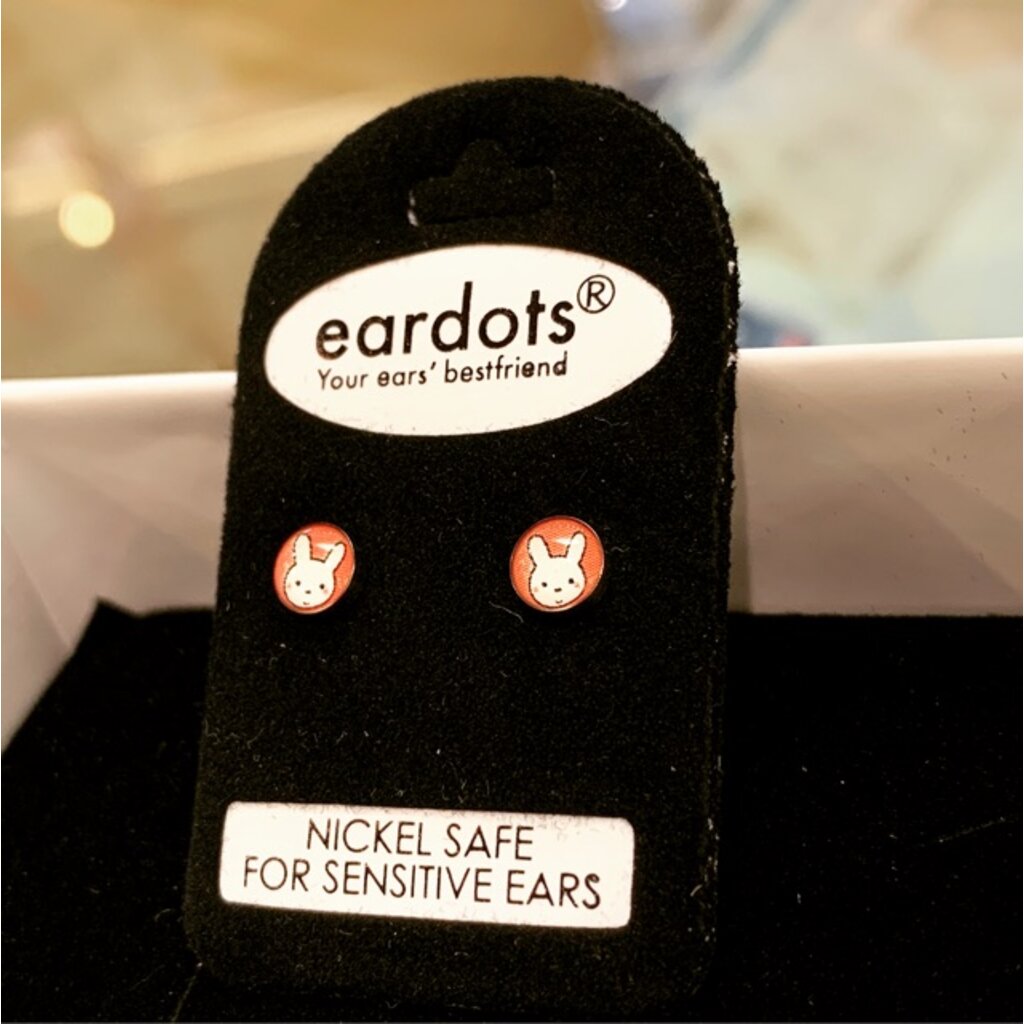 eardots®
Your ears' bestfriend
NICKEL SAFE
FOR SENSITIVE EARS